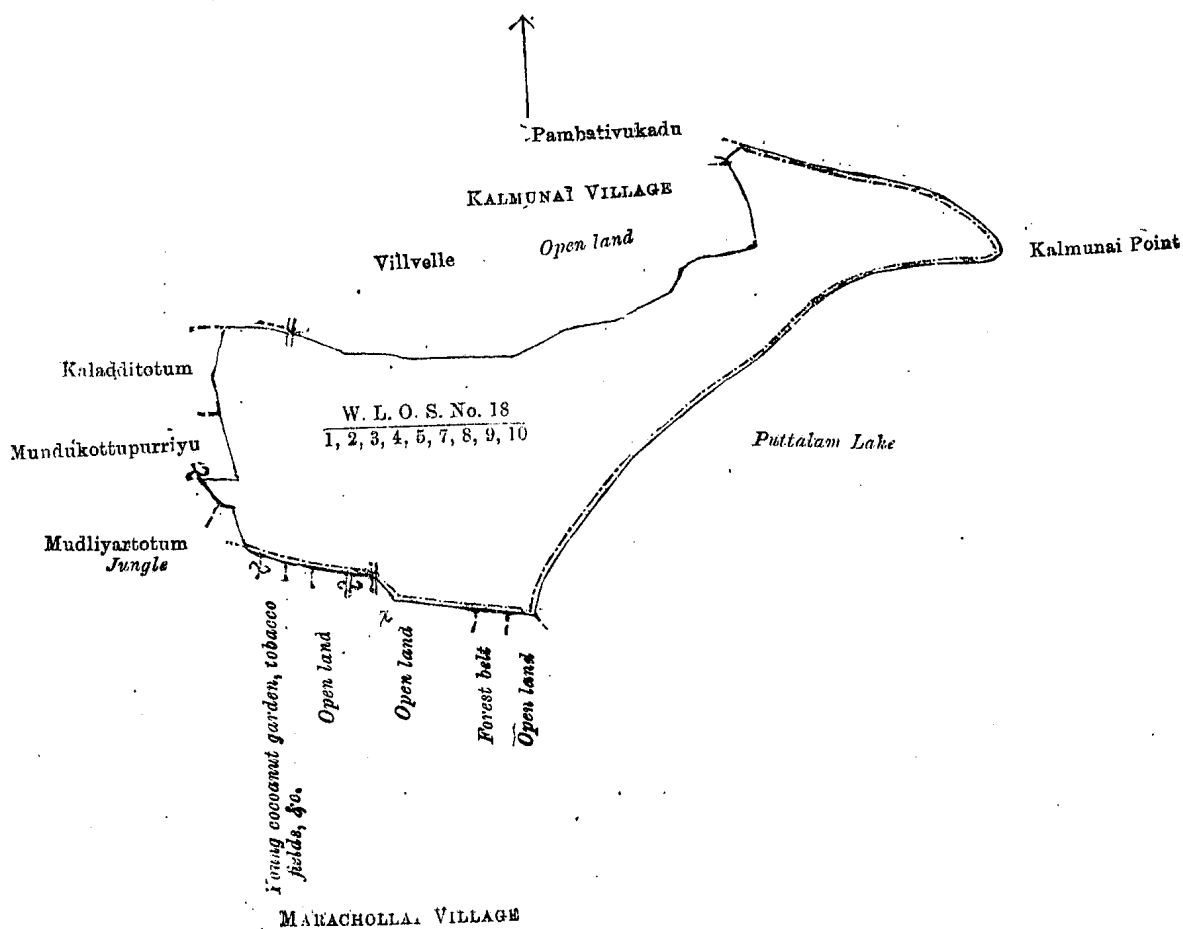 Pambativukadu
KALMUNAI VILLAGE
Open land
Villvelle
Kalmunai Point
Kaladditotum
W. L. O. S. No. 18
1, 2, 3, 4, 5, 7, 8, 9, 10
Mundukottupurriyu
Puttalam Lake
Mudliyartotum
Jungle
Young cocoanut garden, tobacco
fields, &c.
Open land
Open land
Forest belt
Open land
MARACHOLLAI VILLAGE